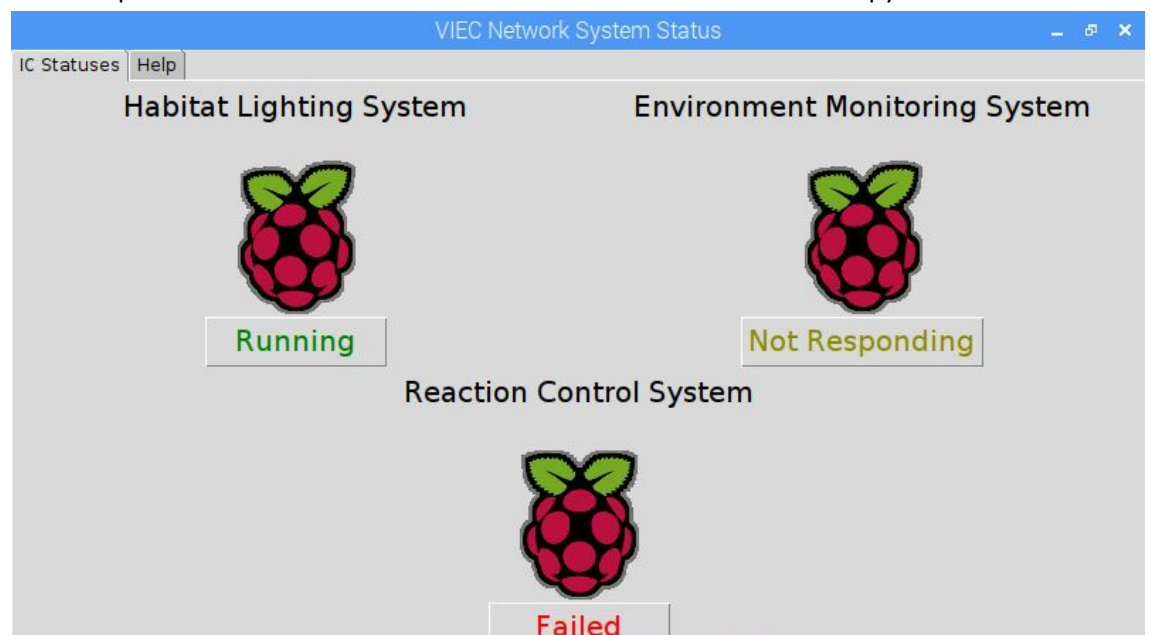 VIEC Network System Status
IC Statuses Help
Habitat Lighting System
Environment Monitoring System
Running
Not Responding
Reaction Control System
Failed